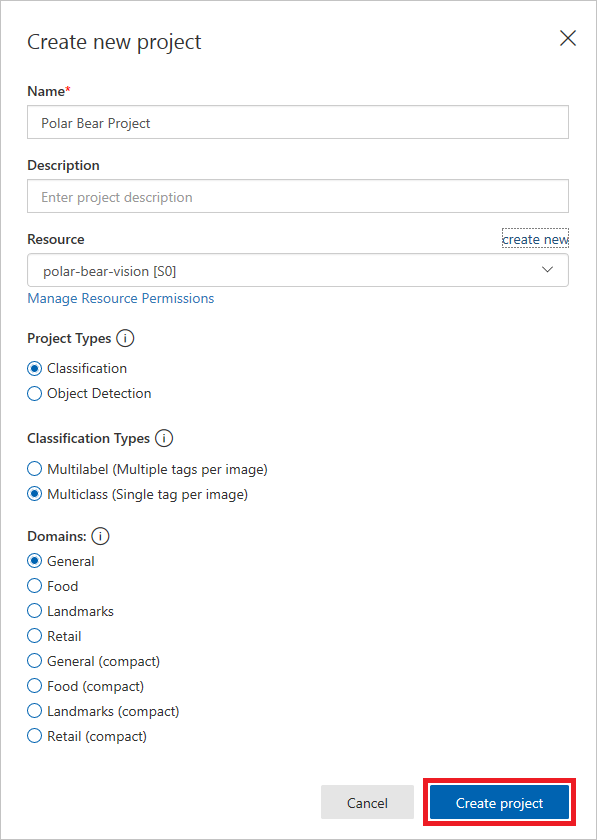 Create new project
Name*
Polar Bear Project
Description
Enter project description
Resource create new
polar-bear-vision [S0]
Manage Resource Permissions
Project Types i
Classification
Object Detection
Classification Types i
Multilabel (Multiple tags per image)
Multiclass (Single tag per image)
Domains: i
General
Food
Landmarks
Retail
General (compact)
Food (compact)
Landmarks (compact)
Retail (compact)
Cancel Create project